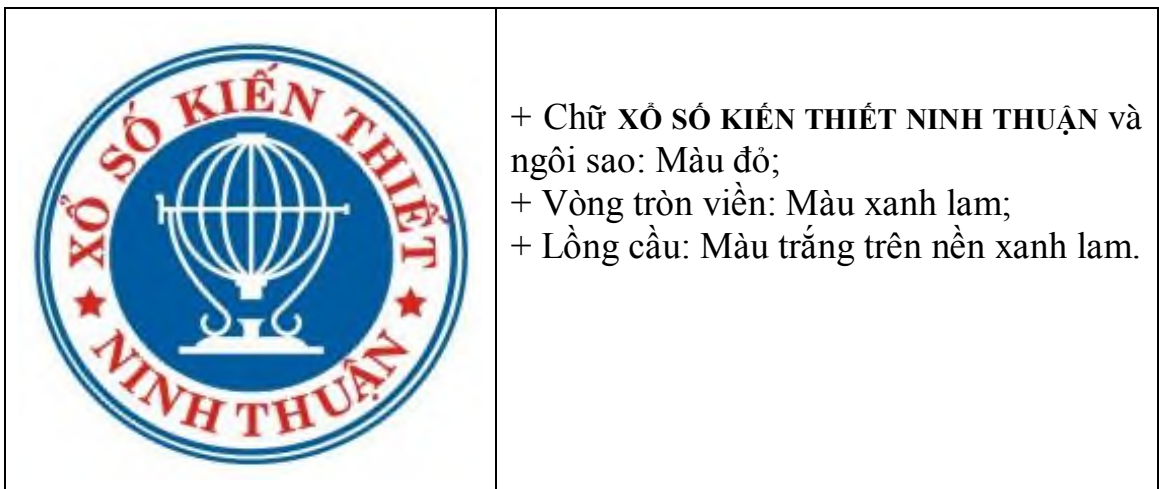 XỔ SỐ KIẾN THIẾT
NINH THUẬN
+ Chữ XỔ SỐ KIẾN THIẾT NINH THUẬN và
ngôi sao: Màu đỏ;
+ Vòng tròn viền: Màu xanh lam;
+ Lồng cầu: Màu trắng trên nền xanh lam.